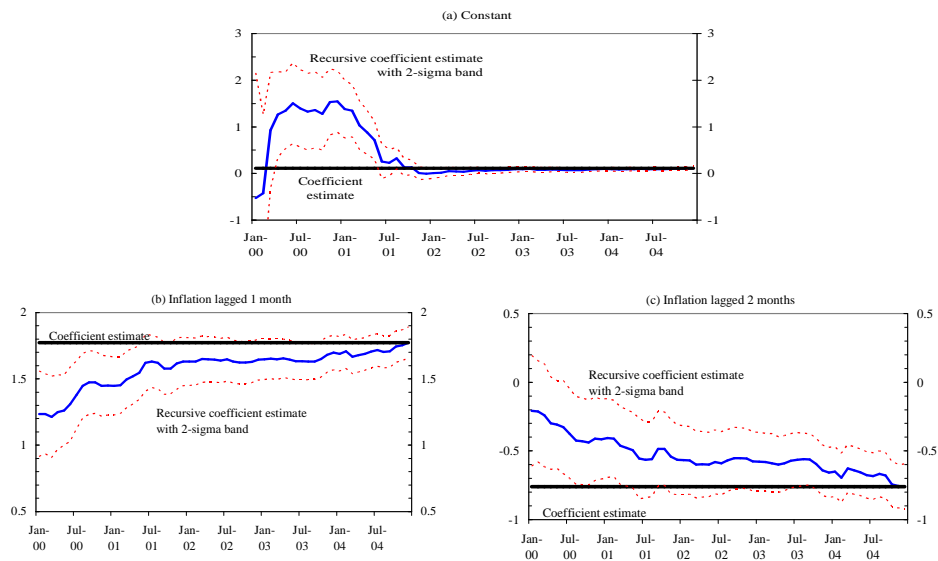 (a) Constant
3
3
Recursive coefficient estimate
with 2-sigma band
2
2
1
1
0
0
Coefficient
estimate
-1
-1
Jan- Jul- Jan- Jul- Jan- Jul- Jan- Jul- Jan- Jul-
00 00 01 01 02 02 03 03 04 04
(b) Inflation lagged 1 month
2
2
Coefficient estimate
1.5
1.5
Recursive coefficient estimate
with 2-sigma band
1
1
0.5
0.5
Jan- Jul- Jan- Jul- Jan- Jul- Jan- Jul- Jan- Jul-
00 00 01 01 02 02 03 03 04 04
(c) Inflation lagged 2 months
0.5
0.5
Recursive coefficient estimate
with 2-sigma band
0
0
-0.5
-0.5
Coefficient estimate
-1
-1
Jan- Jul- Jan- Jul- Jan- Jul- Jan- Jul- Jan- Jul-
00 00 01 01 02 02 03 03 04 04